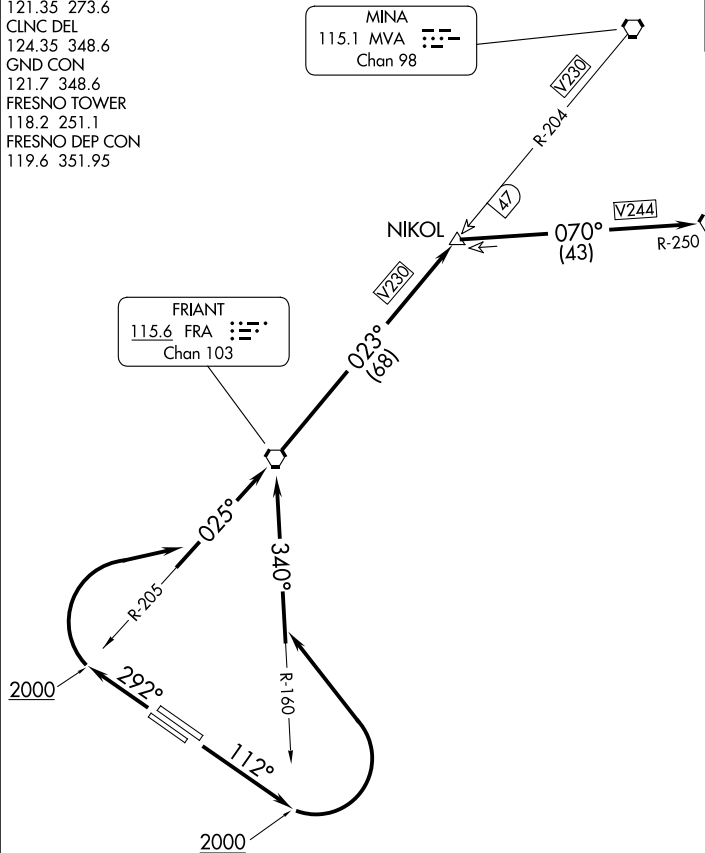 121.35 273.6
CLNC DEL
124.35 348.6
GND CON
121.7 348.6
FRESNO TOWER
118.2 251.1
FRESNO DEP CON
119.6 351.95
MINA
115.1 MVA
Chan 98
V230
R-204
47
NIKOL
V244
070°
(43)
R-250
V230
023°
(68)
FRIANT
115.6 FRA
Chan 103
025°
R-205
340°
R-160
2000
292°
112°
2000